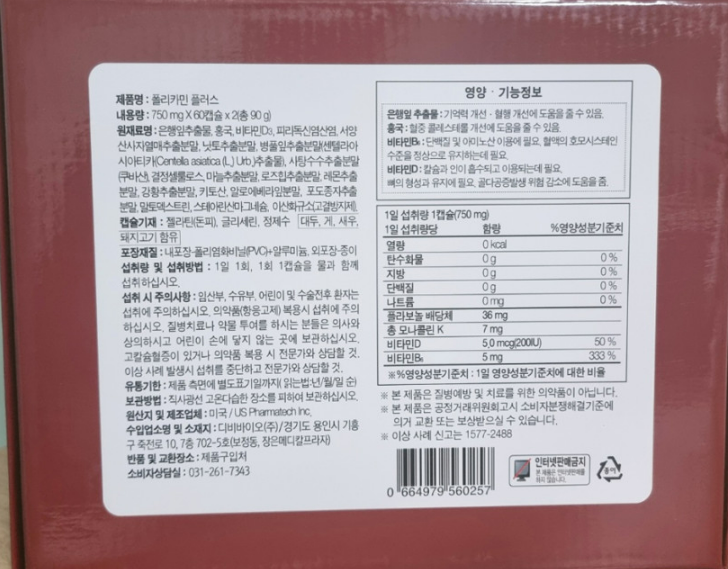 제품명 : 폴리카민 플러스
내용량 : 750 mg X 60캡슐 x 2(총 90 g)
원재료명 : 은행잎추출물, 홍국, 비타민D₃, 피리독신염산염, 서양
산사자열매추출분말, 낫토추출분말, 병풀잎추출분말(센텔라아
시아티카(Centella asiatica (L.) Urb.)추출물), 사탕수수추출분말
(쿠바산), 결정셀룰로스, 마늘추출분말, 로즈힙추출분말, 레몬추출
분말, 강황추출분말, 키토산, 알로에베라잎분말, 포도종자추출
분말, 말토덱스트린, 스테아린산마그네슘, 이산화규소(고결방지제),
캡슐기재 : 젤라틴(돈피), 글리세린, 정제수 대두, 게, 새우,
돼지고기 함유
포장재질 : 내포장-폴리염화비닐(PVC)+알루미늄, 외포장-종이
섭취량 및 섭취방법 : 1일 1회, 1회 1캡슐을 물과 함께
섭취하십시오.
섭취 시 주의사항 : 임산부, 수유부, 어린이 및 수술전후 환자는
섭취에 주의하십시오. 의약품(항응고제) 복용시 섭취에 주의
하십시오. 질병치료나 약물 투여를 하시는 분들은 의사와
상의하시고 어린이 손에 닿지 않는 곳에 보관하십시오.
고칼슘혈증이 있거나 의약품 복용 시 전문가와 상담할 것.
이상 사례 발생시 섭취를 중단하고 전문가와 상담할 것.
유통기한 : 제품 측면에 별도표기일까지( 읽는법:년/월/일 순)
보관방법 : 직사광선 고온다습한 장소를 피하여 보관하십시오.
원산지 및 제조업체 : 미국 / US Pharmatech Inc.
수입업소명 및 소재지 : 디비바이오(주)/경기도 용인시 기흥
구 죽전로 10, 7층 702-5호(보정동, 장은메디칼프라자)
반품 및 교환장소 : 제품구입처
소비자상담실 : 031-261-7343
영양 · 기능정보
은행잎 추출물 : 기억력 개선 · 혈행 개선에 도움을 줄 수 있음.
홍국 : 혈중 콜레스테롤 개선에 도움을 줄 수 있음.
비타민B₆ : 단백질 및 아미노산 이용에 필요. 혈액의 호모시스테인
수준을 정상으로 유지하는데 필요.
비타민D : 칼슘과 인이 흡수되고 이용되는데 필요.
뼈의 형성과 유지에 필요. 골다공증발생 위험 감소에 도움을 줌.
1일 섭취량 1캡슐(750 mg)
1일 섭취량당 함량 %영양성분기준치
열량 0 kcal
탄수화물 0 g 0 %
지방 0 g 0 %
단백질 0 g 0 %
나트륨 0 mg 0 %
플라보놀 배당체 36 mg
총 모나콜린 K 7 mg
비타민D 5.0 mcg(200IU) 50 %
비타민B₆ 5 mg 333 %
※%영양성분기준치 : 1일 영양성분기준치에 대한 비율
※ 본 제품은 질병예방 및 치료를 위한 의약품이 아닙니다.
※ 본 제품은 공정거래위원회고시 소비자분쟁해결기준에
의거 교환 또는 보상받으실 수 있습니다.
※ 이상 사례 신고는 1577-2488
0 664979 560257
인터넷판매금지
본 제품은 인터넷판매를
하지 않습니다.
종이